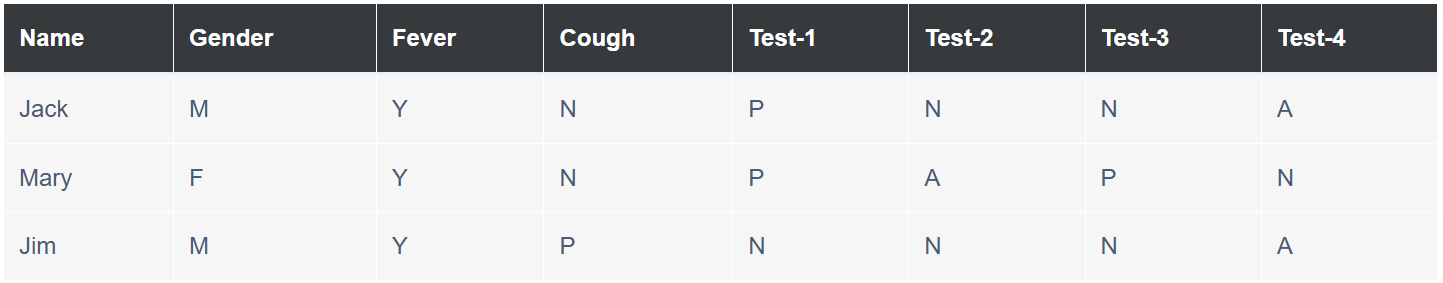 Name Gender Fever Cough Test-1 Test-2 Test-3 Test-4
Jack M Y N P N N A
Mary F Y N P A P N
Jim M Y P N N N A